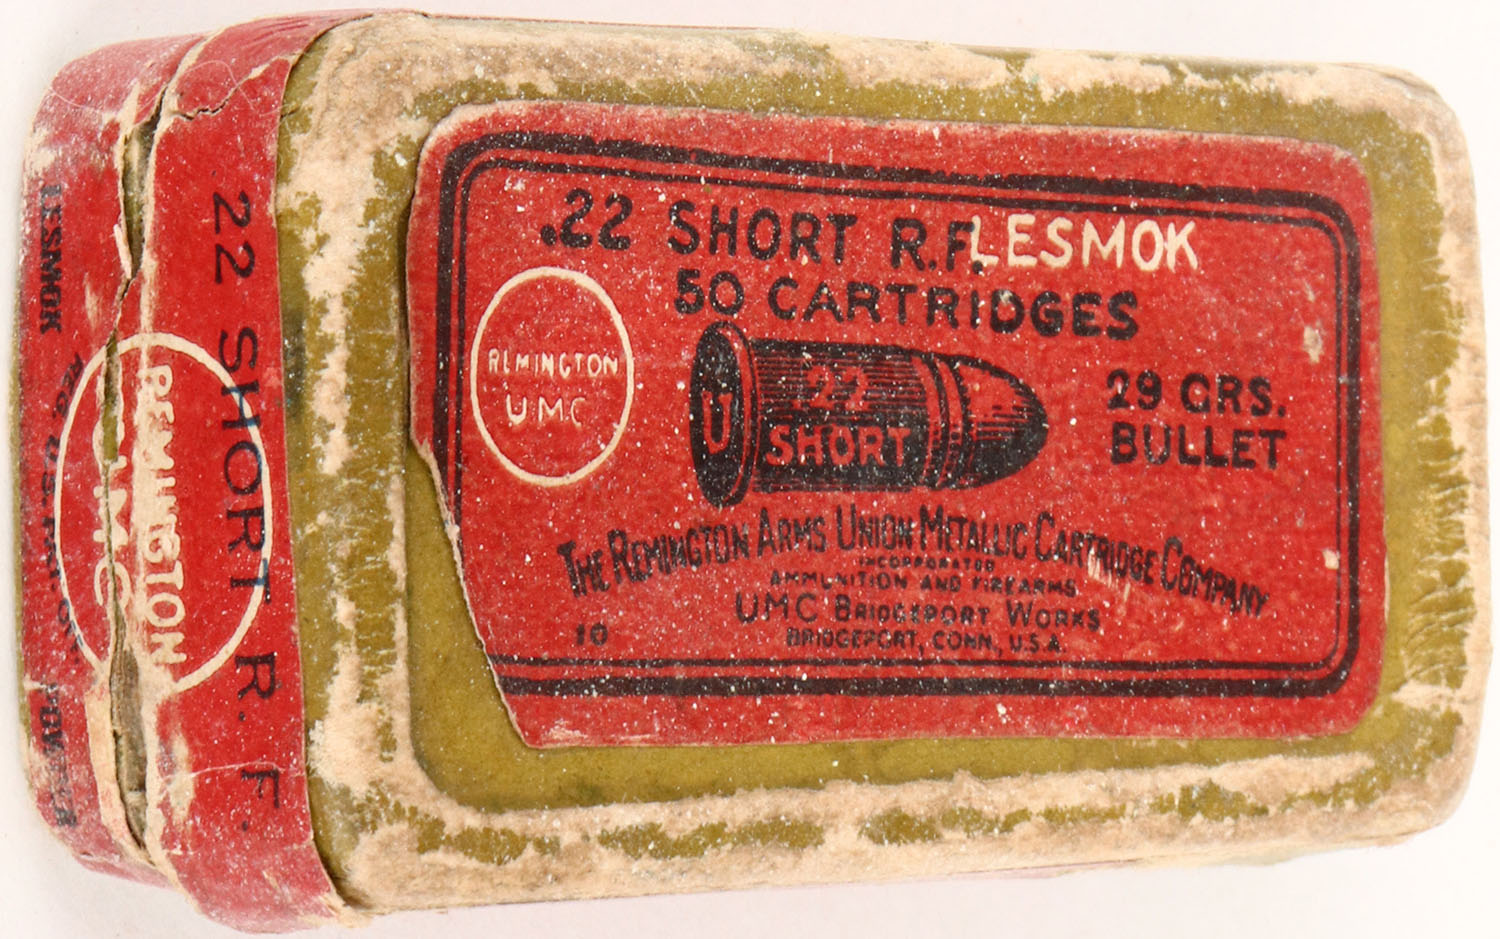 .22 SHORT R.F. LESMOK
50 CARTRIDGES
REMINGTON
UMC
U
.22
SHORT
29 GRS.
BULLET
THE REMINGTON ARMS UNION METALLIC CARTRIDGE COMPANY
INCORPORATED
AMMUNITION AND FIREARMS
UMC BRIDGEPORT WORKS
BRIDGEPORT, CONN., U.S.A.
10
22 SHORT R. F.
REMINGTON
UMC
LESMOK